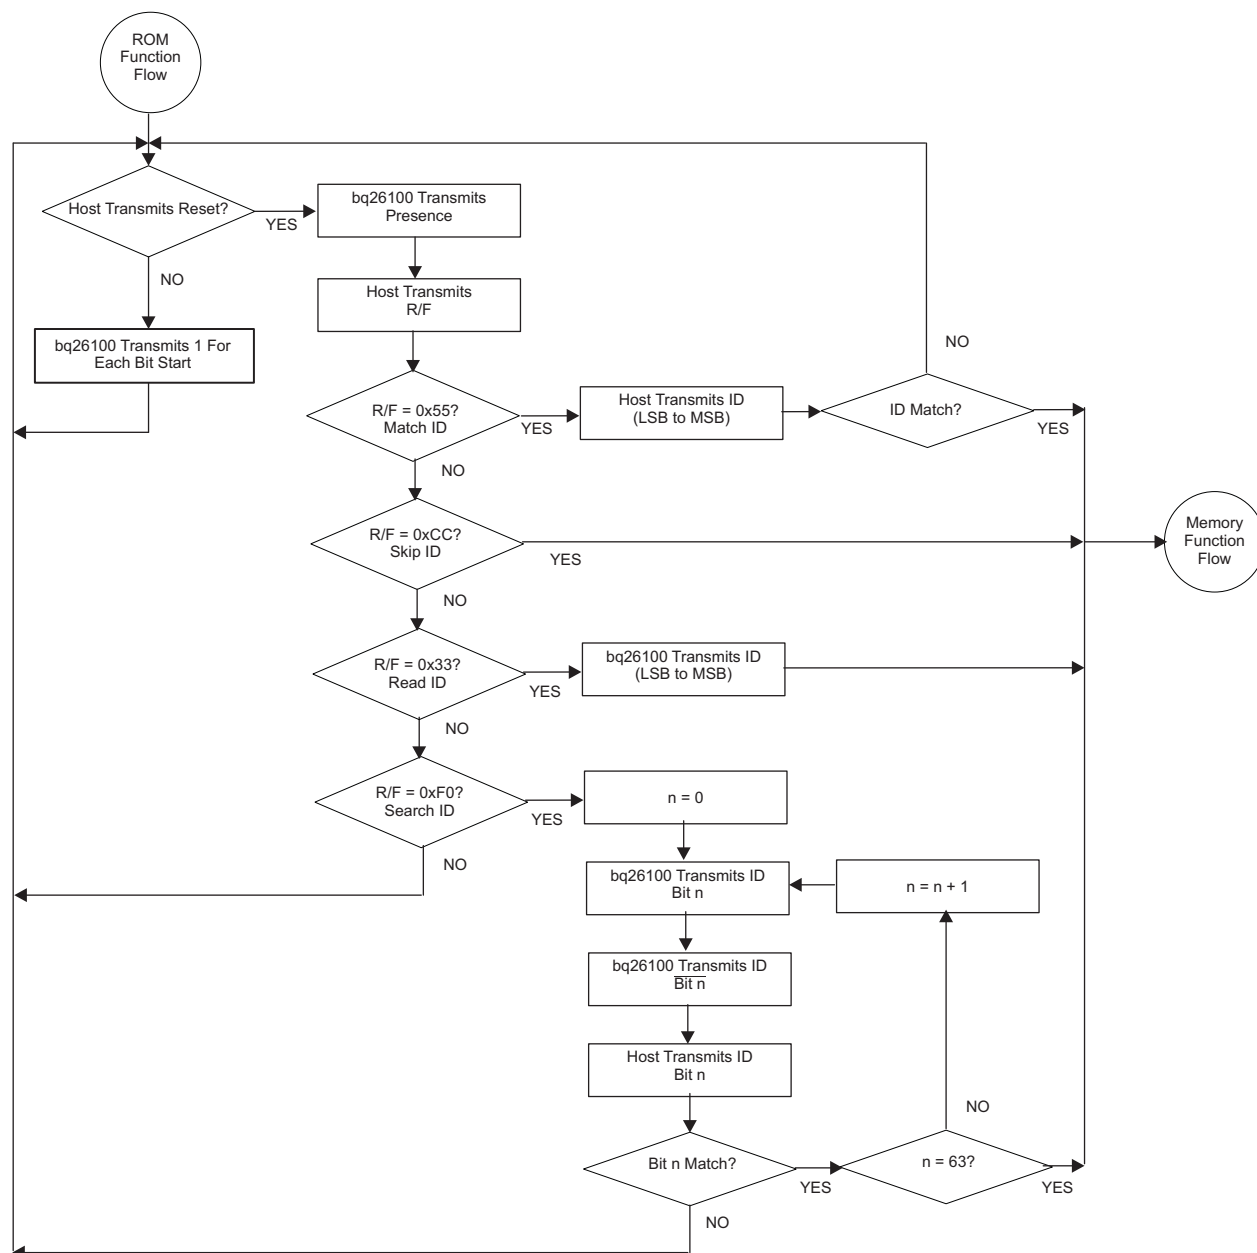 ROM
Function
Flow
Host Transmits Reset?
YES
bq26100 Transmits
Presence
NO
Host Transmits
R/F
bq26100 Transmits 1 For
Each Bit Start
NO
R/F = 0x55?
Match ID
YES
Host Transmits ID
(LSB to MSB)
ID Match?
YES
NO
R/F = 0xCC?
Skip ID
YES
Memory
Function
Flow
NO
R/F = 0x33?
Read ID
YES
bq26100 Transmits ID
(LSB to MSB)
NO
R/F = 0xF0?
Search ID
YES
n = 0
NO
bq26100 Transmits ID
Bit n
n = n + 1
bq26100 Transmits ID
B̅i̅t̅ ̅n̅
Host Transmits ID
Bit n
NO
Bit n Match?
YES
n = 63?
YES
NO